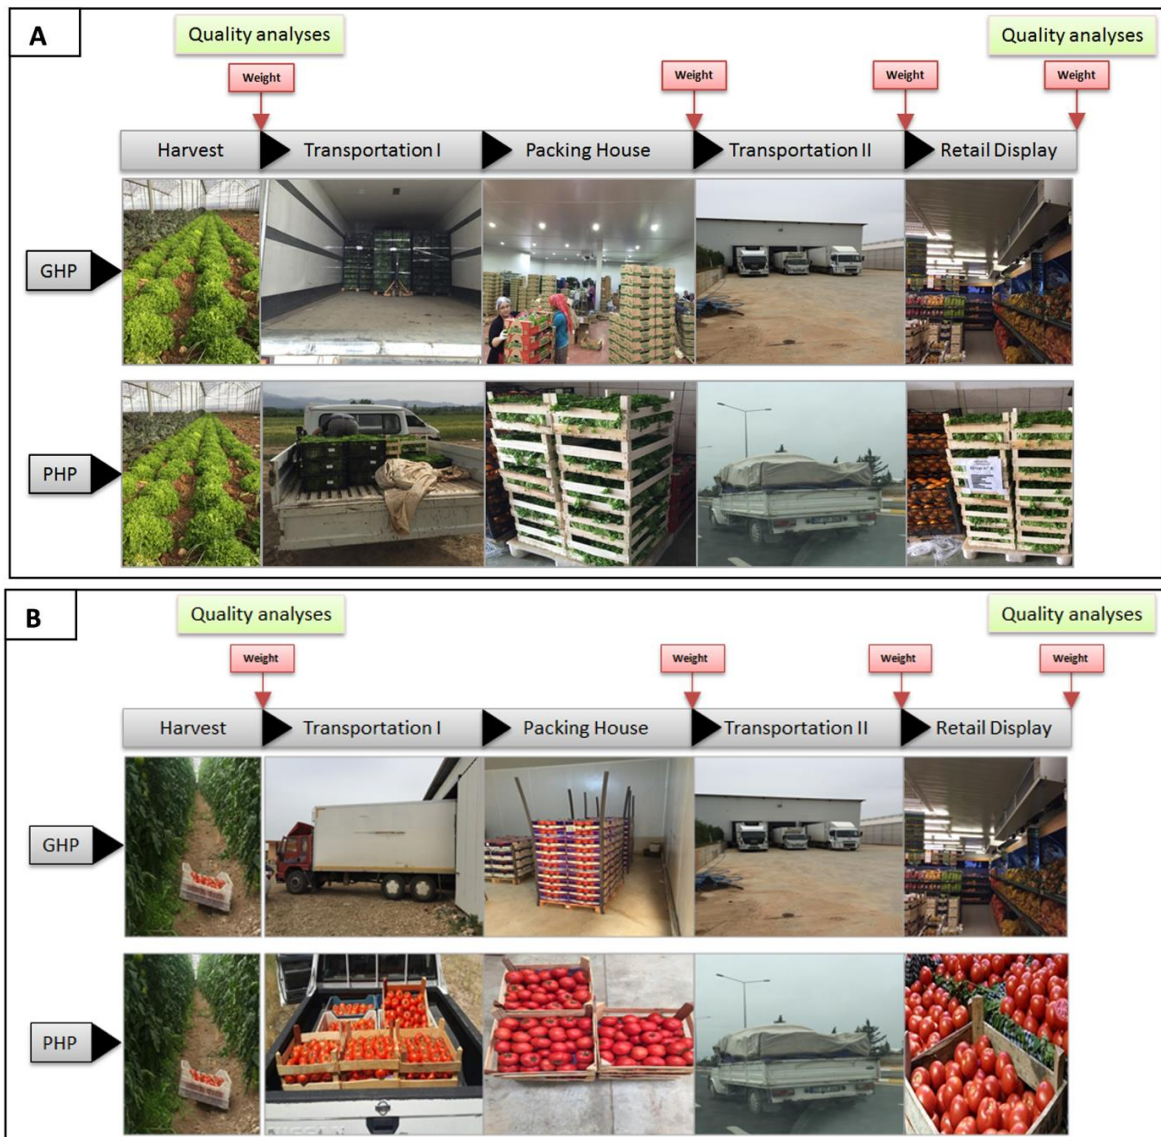 A
Quality analyses
Quality analyses
Weight
Weight
Weight
Weight
Harvest
Transportation I
Packing House
Transportation II
Retail Display
GHP
PHP
B
Quality analyses
Quality analyses
Weight
Weight
Weight
Weight
Harvest
Transportation I
Packing House
Transportation II
Retail Display
GHP
PHP